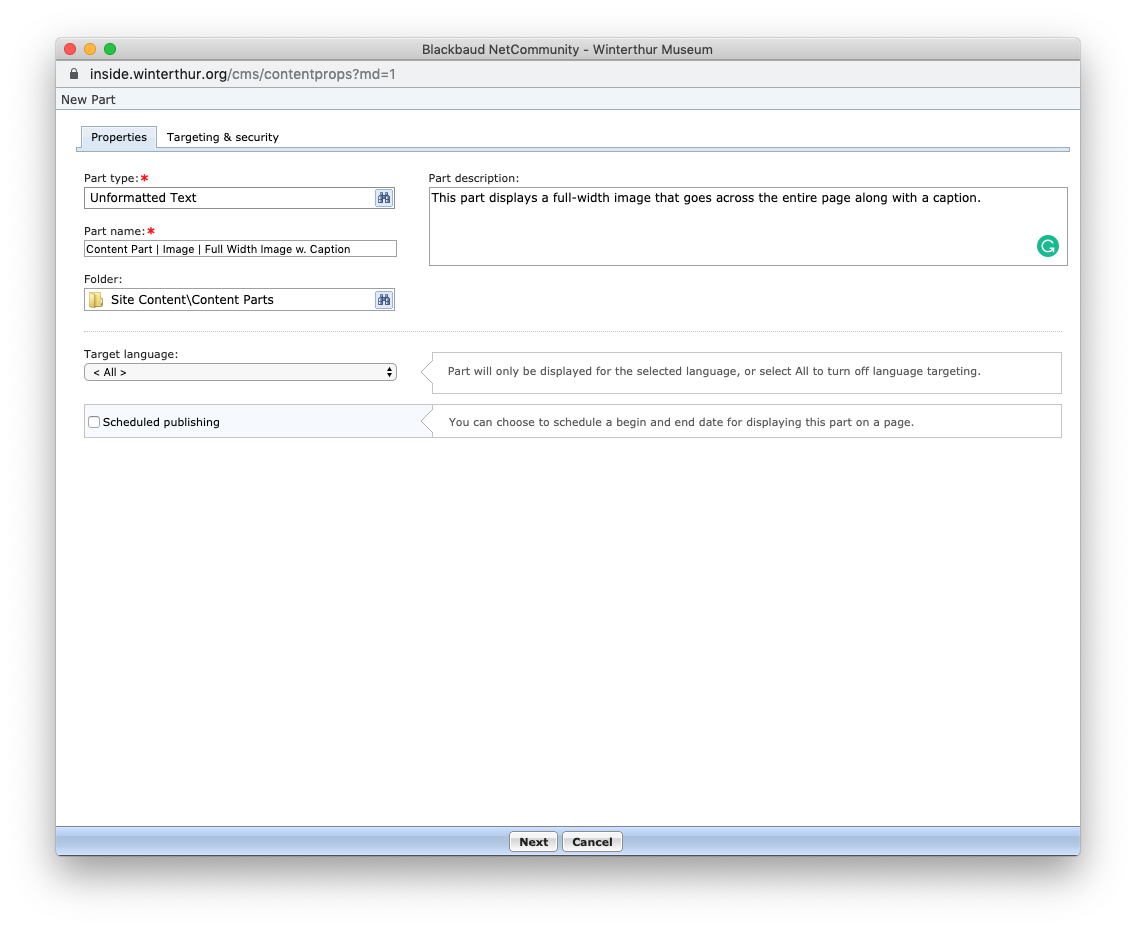 Blackbaud NetCommunity - Winterthur Museum
inside.winterthur.org/cms/contentprops?md=1
New Part
Properties
Targeting & security
Part type:*
Unformatted Text
Part name:*
Content Part | Image | Full Width Image w. Caption
Folder:
Site Content\Content Parts
Part description:
This part displays a full-width image that goes across the entire page along with a caption.
Target language:
< All >
Part will only be displayed for the selected language, or select All to turn off language targeting.
Scheduled publishing
You can choose to schedule a begin and end date for displaying this part on a page.
Next
Cancel